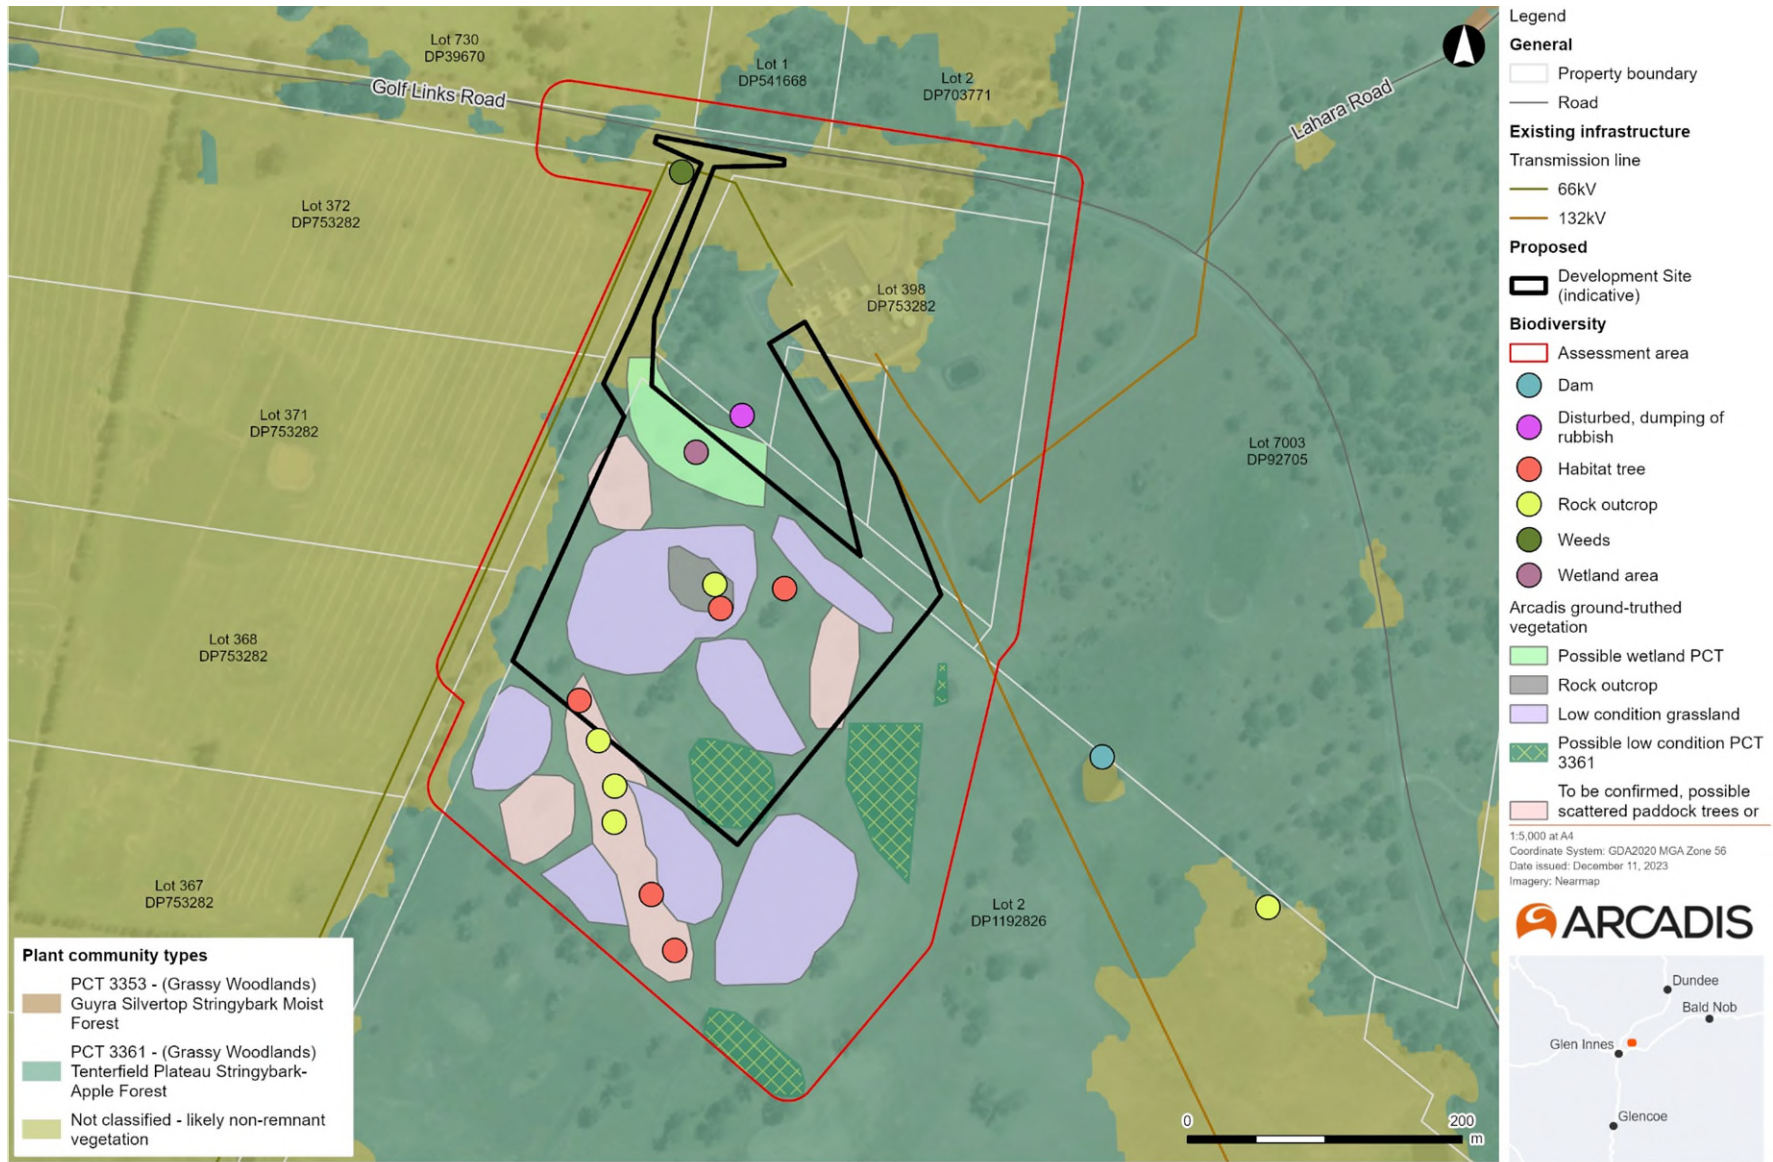 Lot 730
DP39670
Lot 1
DP541668
Lot 2
DP703771
Golf Links Road
Lahara Road
Lot 372
DP753282
Lot 398
DP753282
Lot 371
DP753282
Lot 7003
DP92705
Lot 368
DP753282
Lot 367
DP753282
Lot 2
DP1192826
Plant community types
PCT 3353 - (Grassy Woodlands)
Guyra Silvertop Stringybark Moist
Forest
PCT 3361 - (Grassy Woodlands)
Tenterfield Plateau Stringybark-
Apple Forest
Not classified - likely non-remnant
vegetation
0
200
m
Legend
General
Property boundary
Road
Existing infrastructure
Transmission line
66kV
132kV
Proposed
Development Site
(indicative)
Biodiversity
Assessment area
Dam
Disturbed, dumping of
rubbish
Habitat tree
Rock outcrop
Weeds
Wetland area
Arcadis ground-truthed
vegetation
Possible wetland PCT
Rock outcrop
Low condition grassland
Possible low condition PCT
3361
To be confirmed, possible
scattered paddock trees or
1:5,000 at A4
Coordinate System: GDA2020 MGA Zone 56
Date issued: December 11, 2023
Imagery: Nearmap
ARCADIS
Dundee
Bald Nob
Glen Innes
Glencoe